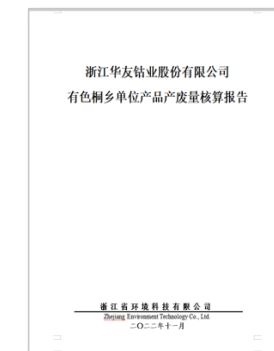 浙江华友钴业股份有限公司
有色桐乡单位产品产废量核算报告
浙江省环境科技有限公司
Zhejiang Environment Technology Co., Ltd.
二〇二二年十一月